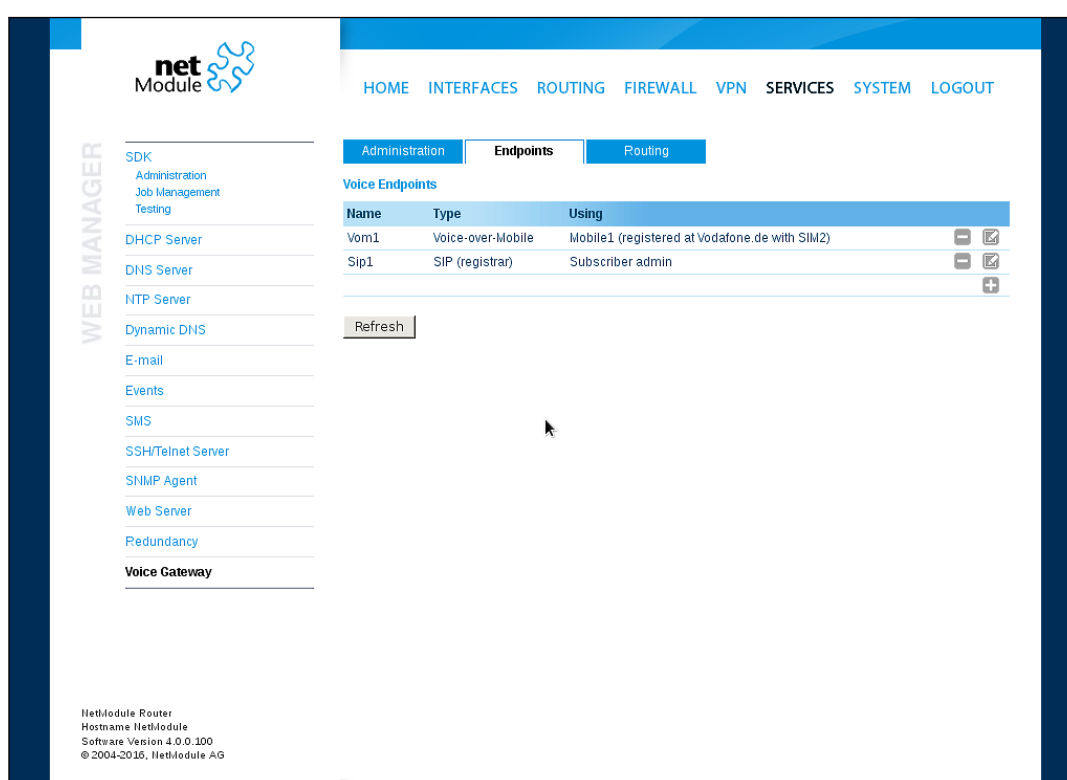 net
Module
HOME INTERFACES ROUTING FIREWALL VPN SERVICES SYSTEM LOGOUT
WEB MANAGER
SDK
Administration
Job Management
Testing
DHCP Server
DNS Server
NTP Server
Dynamic DNS
E-mail
Events
SMS
SSH/Telnet Server
SNMP Agent
Web Server
Redundancy
Voice Gateway
Administration Endpoints Routing
Voice Endpoints
Name Type Using
Vom1 Voice-over-Mobile Mobile1 (registered at Vodafone.de with SIM2)
Sip1 SIP (registrar) Subscriber admin
Refresh
NetModule Router
Hostname NetModule
Software Version 4.0.0.100
© 2004-2016, NetModule AG